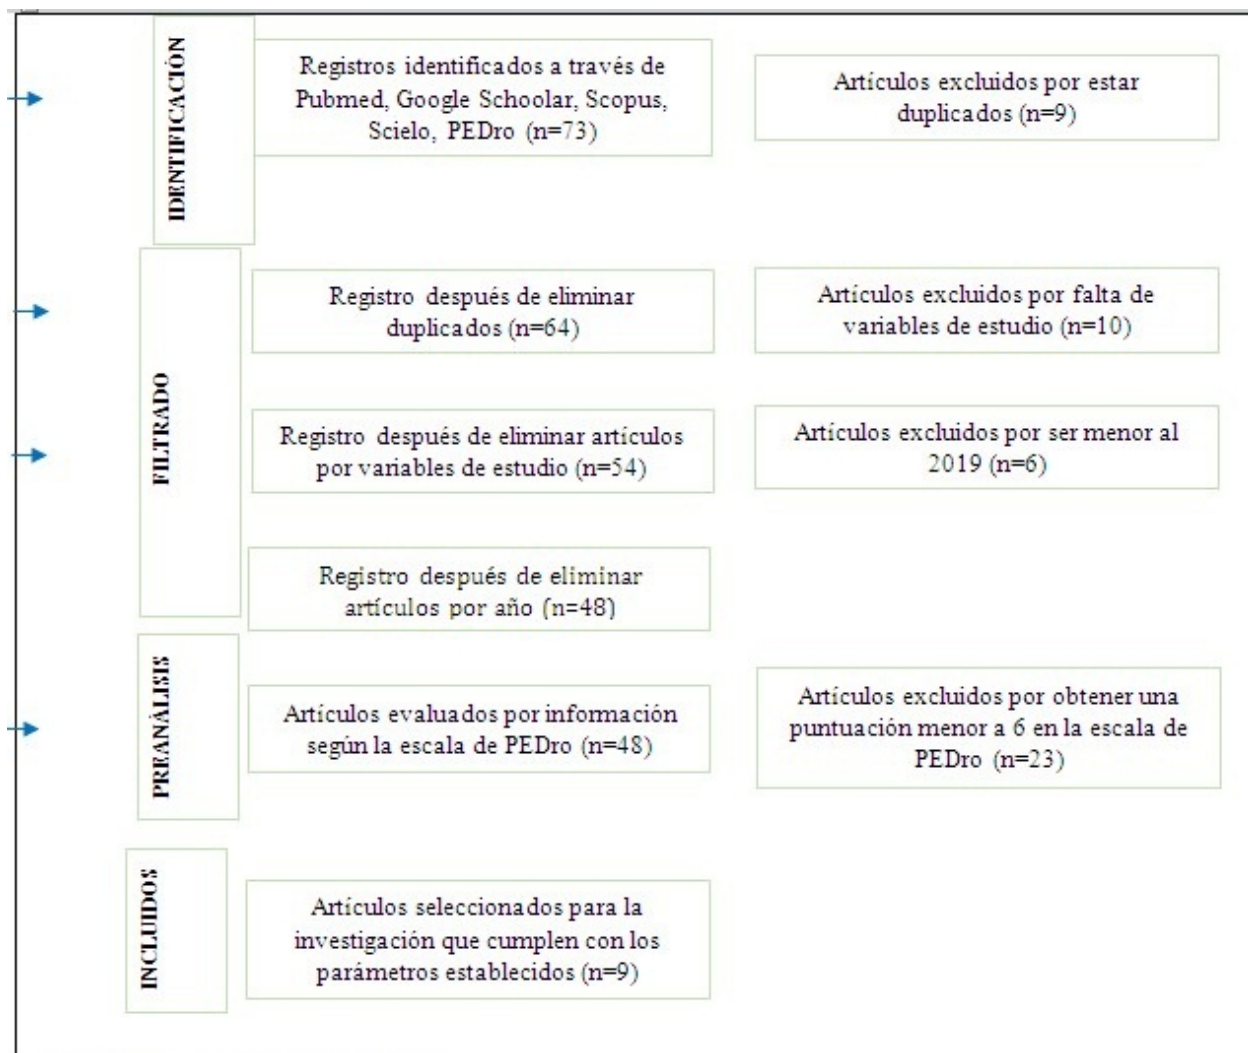 IDENTIFICACIÓN
Registros identificados a través de
Pubmed, Google Schoolar, Scopus,
Scielo, PEDro (n=73)
Artículos excluidos por estar
duplicados (n=9)
FILTRADO
Registro después de eliminar
duplicados (n=64)
Artículos excluidos por falta de
variables de estudio (n=10)
Registro después de eliminar artículos
por variables de estudio (n=54)
Artículos excluidos por ser menor al
2019 (n=6)
Registro después de eliminar
artículos por año (n=48)
PREANÁLISIS
Artículos evaluados por información
según la escala de PEDro (n=48)
Artículos excluidos por obtener una
puntuación menor a 6 en la escala de
PEDro (n=23)
INCLUIDOS
Artículos seleccionados para la
investigación que cumplen con los
parámetros establecidos (n=9)